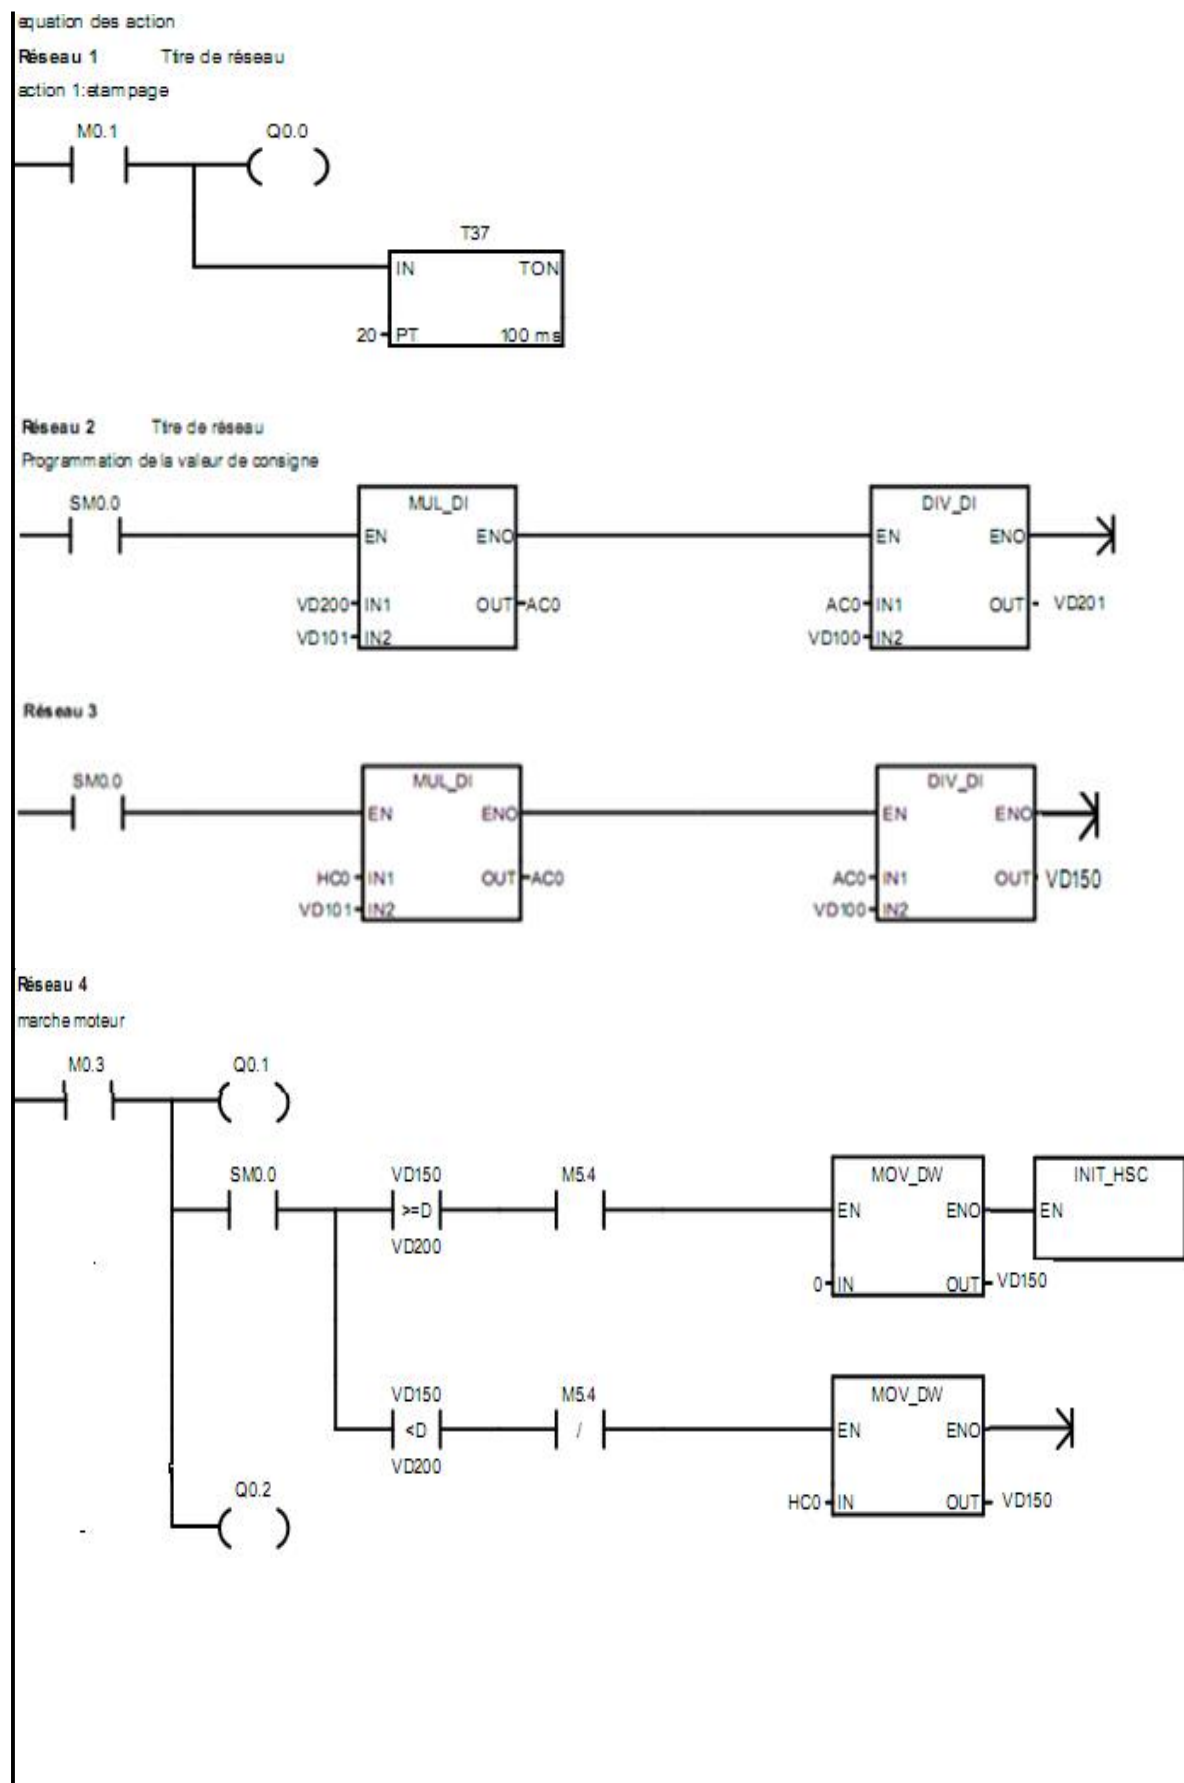 equation des action
Réseau 1 Ttre de réseau
action 1:etampage
M0.1 Q0.0
T37
IN TON
20 PT 100 ms
Réseau 2 Ttre de réseau
Programmation de la valeur de consigne
SM0.0 MUL_DI DIV_DI
EN ENO EN ENO
VD200 IN1 OUT AC0 AC0 IN1 OUT VD201
VD101 IN2 VD100 IN2
Réseau 3
SM0.0 MUL_DI DIV_DI
EN ENO EN ENO
HC0 IN1 OUT AC0 AC0 IN1 OUT VD150
VD101 IN2 VD100 IN2
Réseau 4
marche moteur
M0.3 Q0.1
SM0.0 VD150 M5.4 MOV_DW INIT_HSC
>=D EN ENO EN
VD200
0 IN OUT VD150
VD150 M5.4 MOV_DW
<D / EN ENO
VD200
Q0.2 HC0 IN OUT VD150